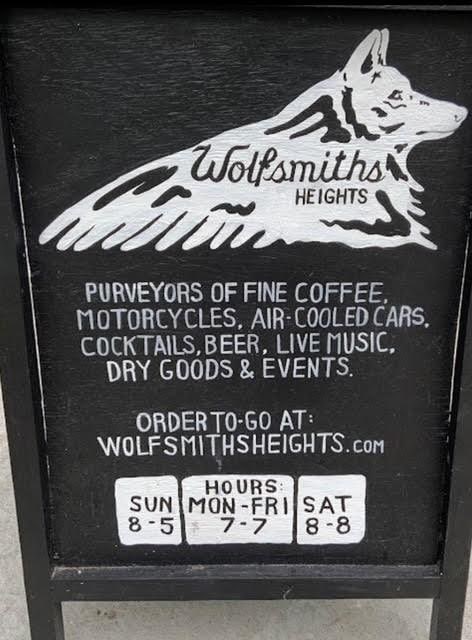 Wolfsmiths
HEIGHTS
PURVEYORS OF FINE COFFEE,
MOTORCYCLES, AIR-COOLED CARS,
COCKTAILS, BEER, LIVE MUSIC,
DRY GOODS & EVENTS.
ORDER TO-GO AT:
WOLFSMITHSHEIGHTS.COM
HOURS:
SUN MON-FRI SAT
8-5 7-7 8-8